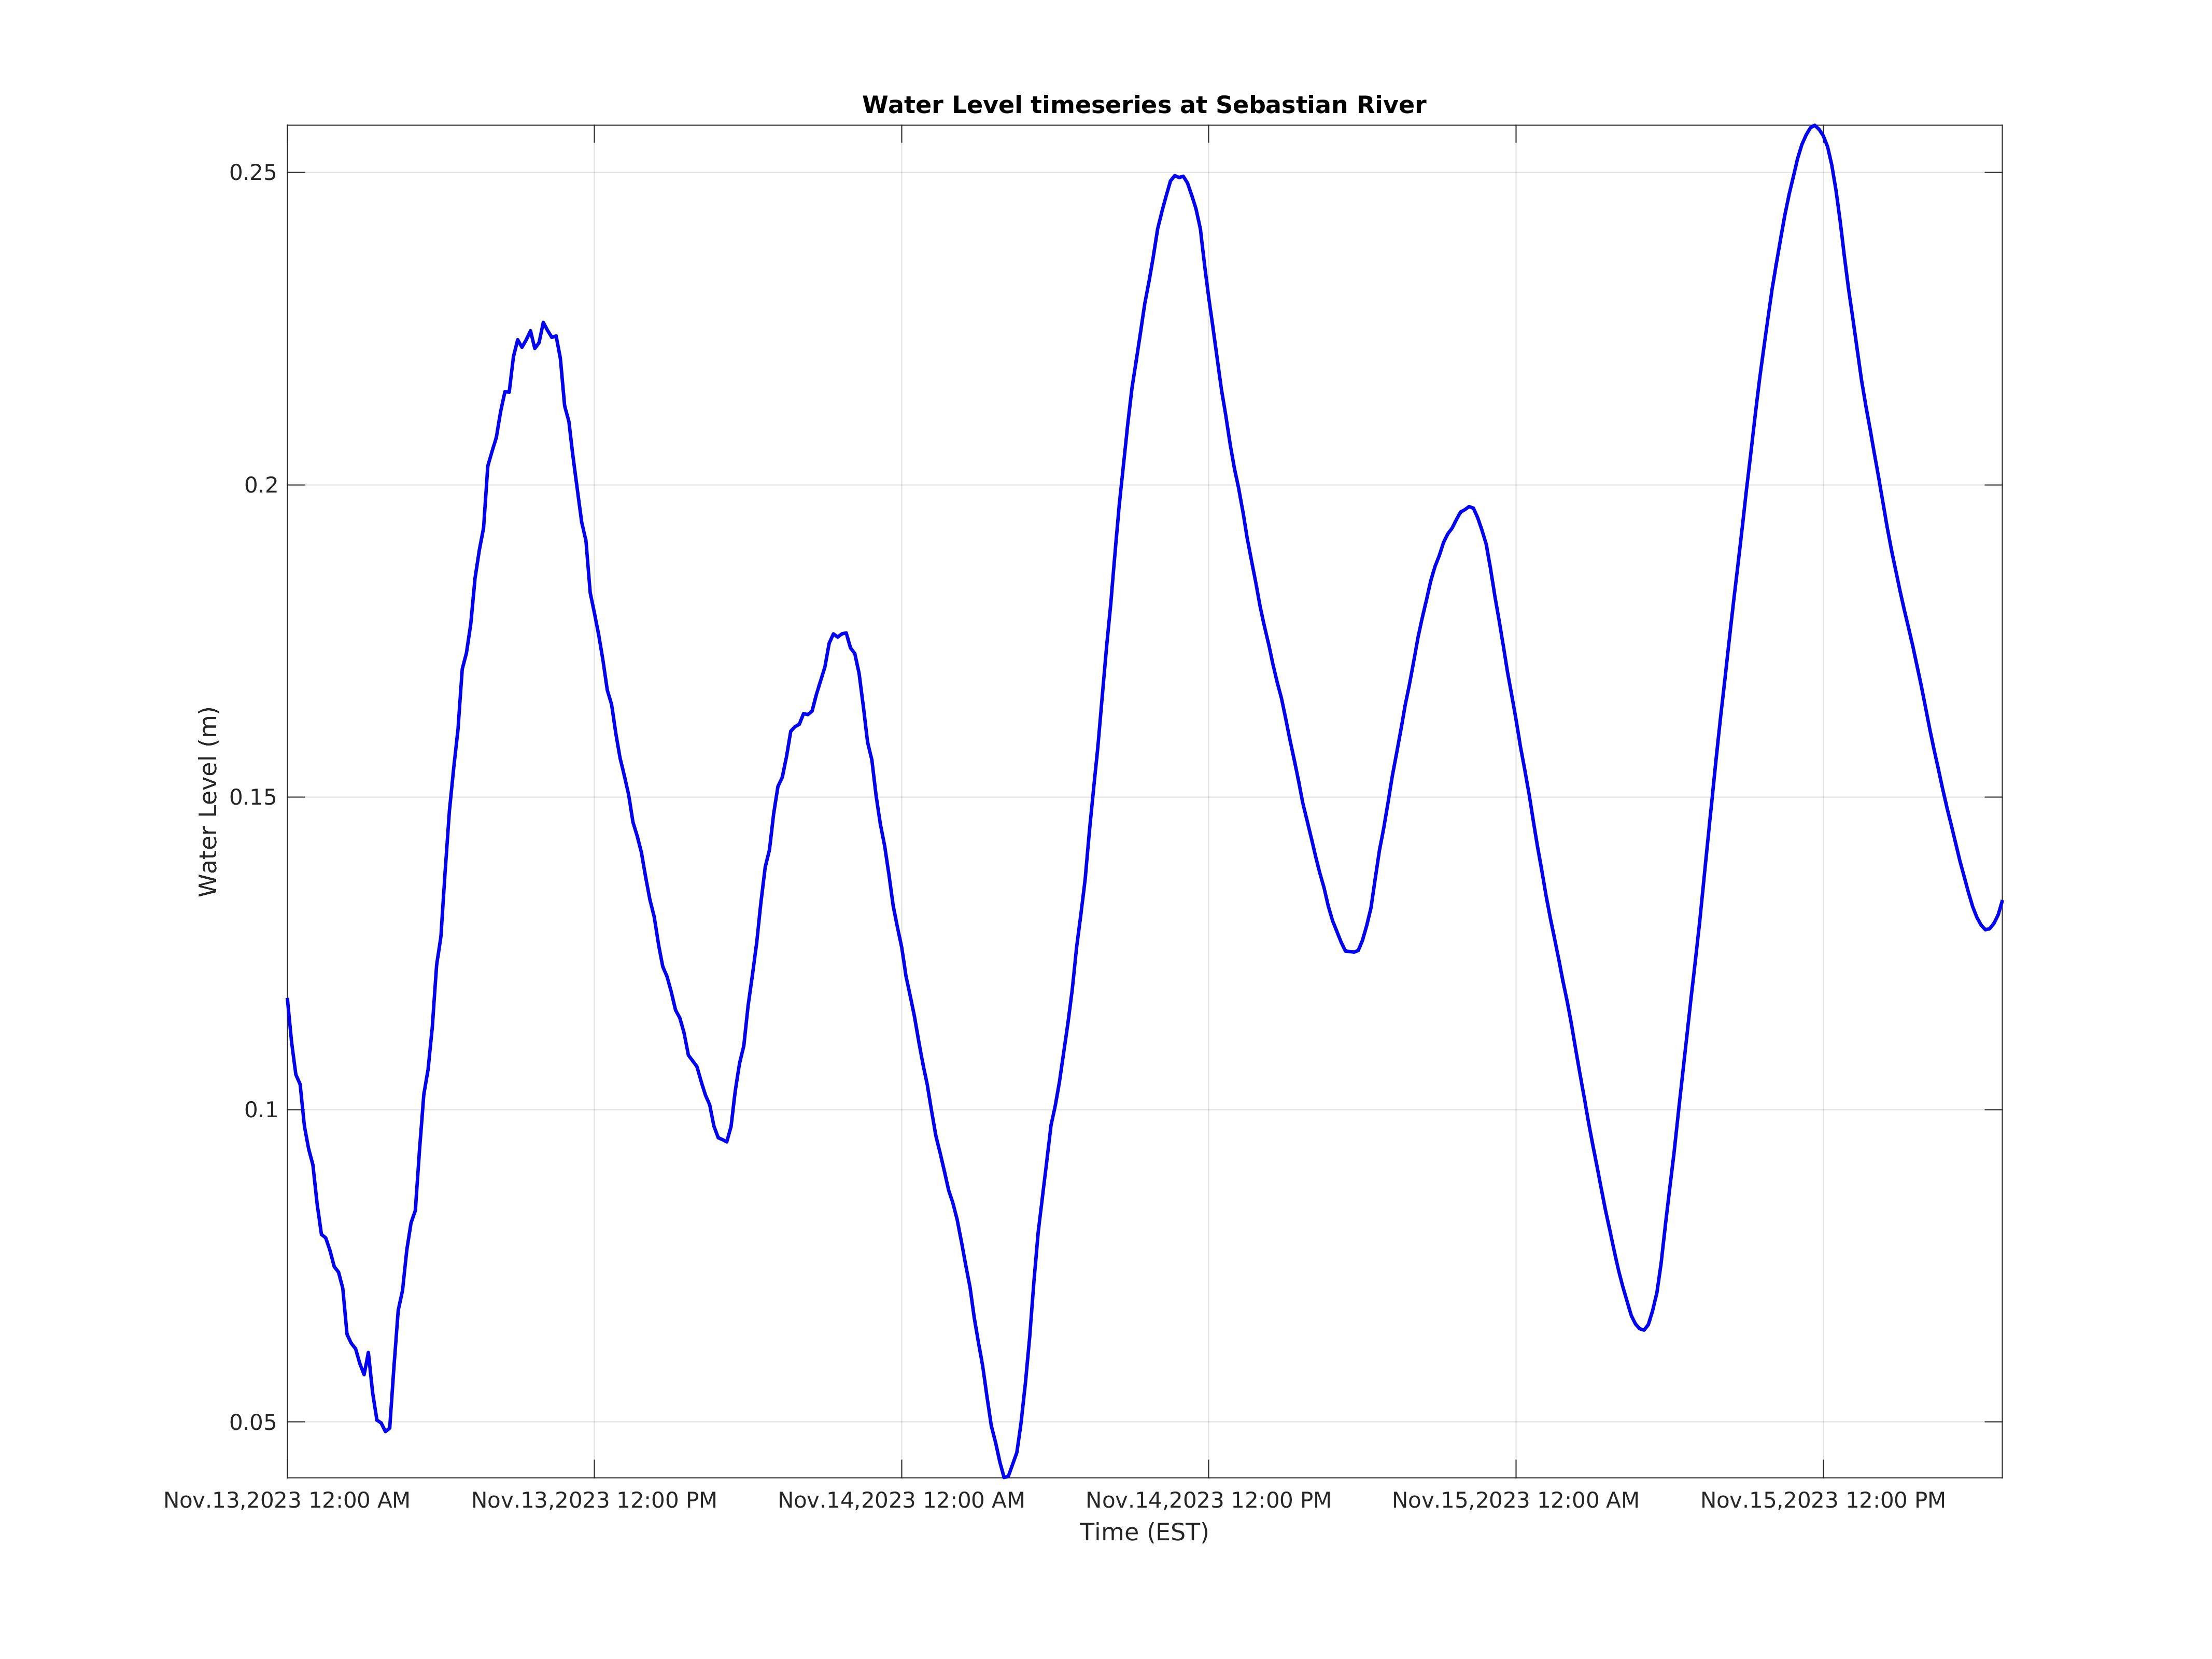 Water Level timeseries at Sebastian River
0.25
0.2
0.15
0.1
0.05
Water Level (m)
Nov.13,2023 12:00 AM Nov.13,2023 12:00 PM Nov.14,2023 12:00 AM Nov.14,2023 12:00 PM Nov.15,2023 12:00 AM Nov.15,2023 12:00 PM
Time (EST)